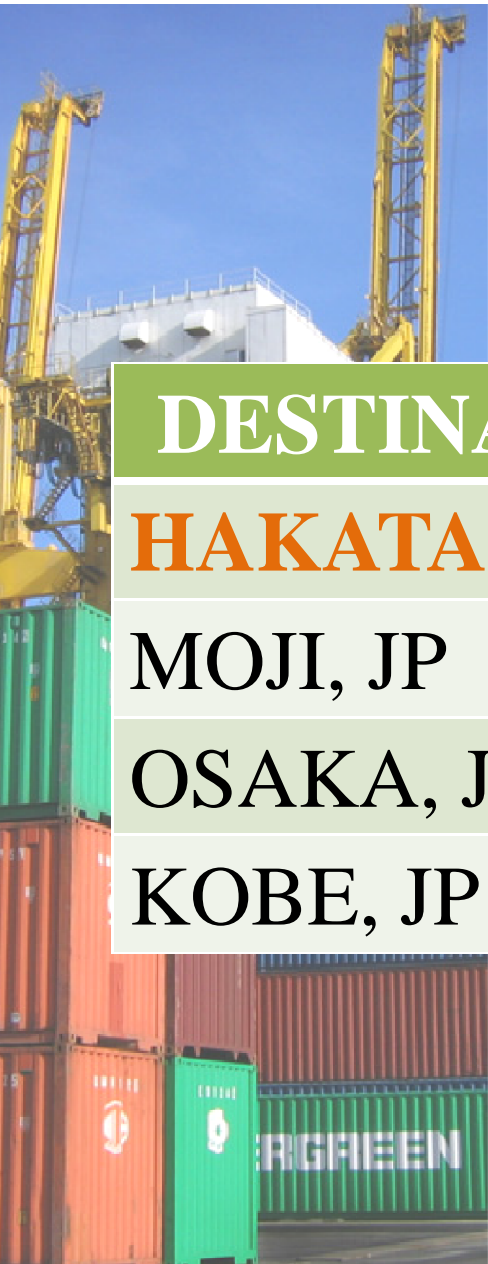 DESTINA
HAKATA
MOJI, JP
OSAKA, J
KOBE, JP
ERGREEN